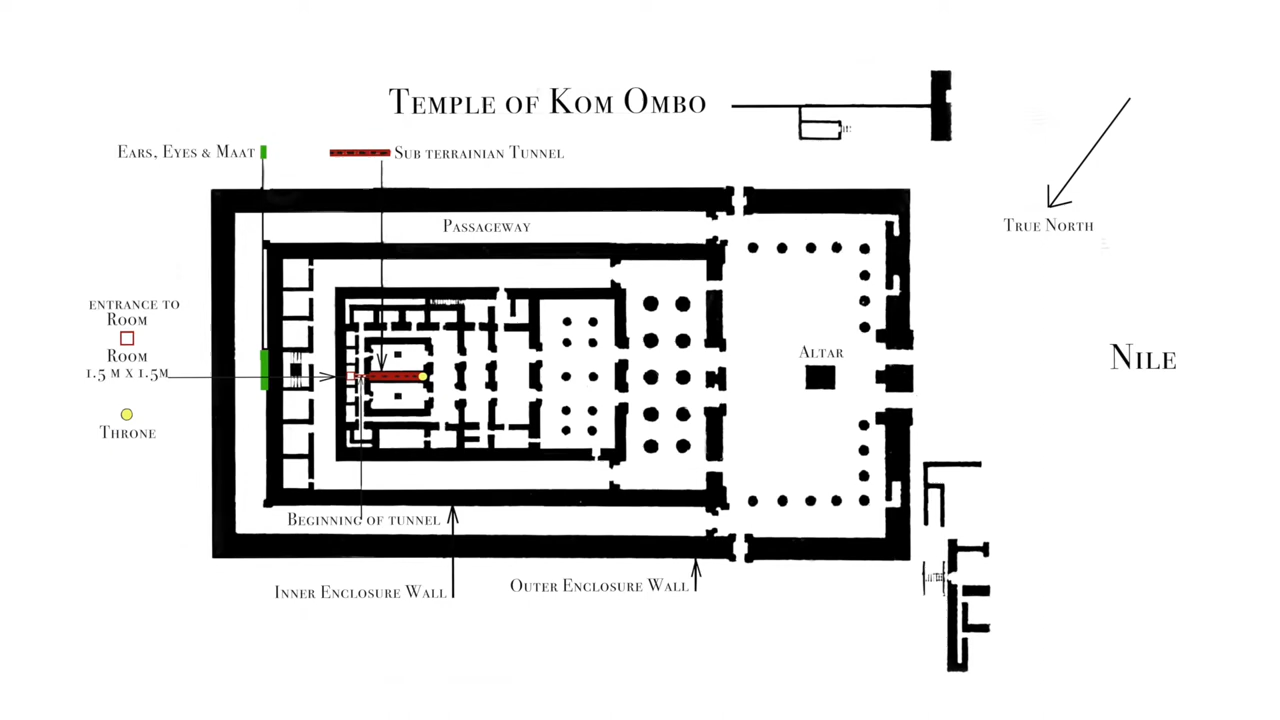 Temple of Kom Ombo
Ears, Eyes & Maat
Sub terrainian Tunnel
True North
Passageway
entrance to
Room
Room
1.5 m x 1.5m
Throne
Altar
Nile
Beginning of tunnel
Inner Enclosure Wall
Outer Enclosure Wall